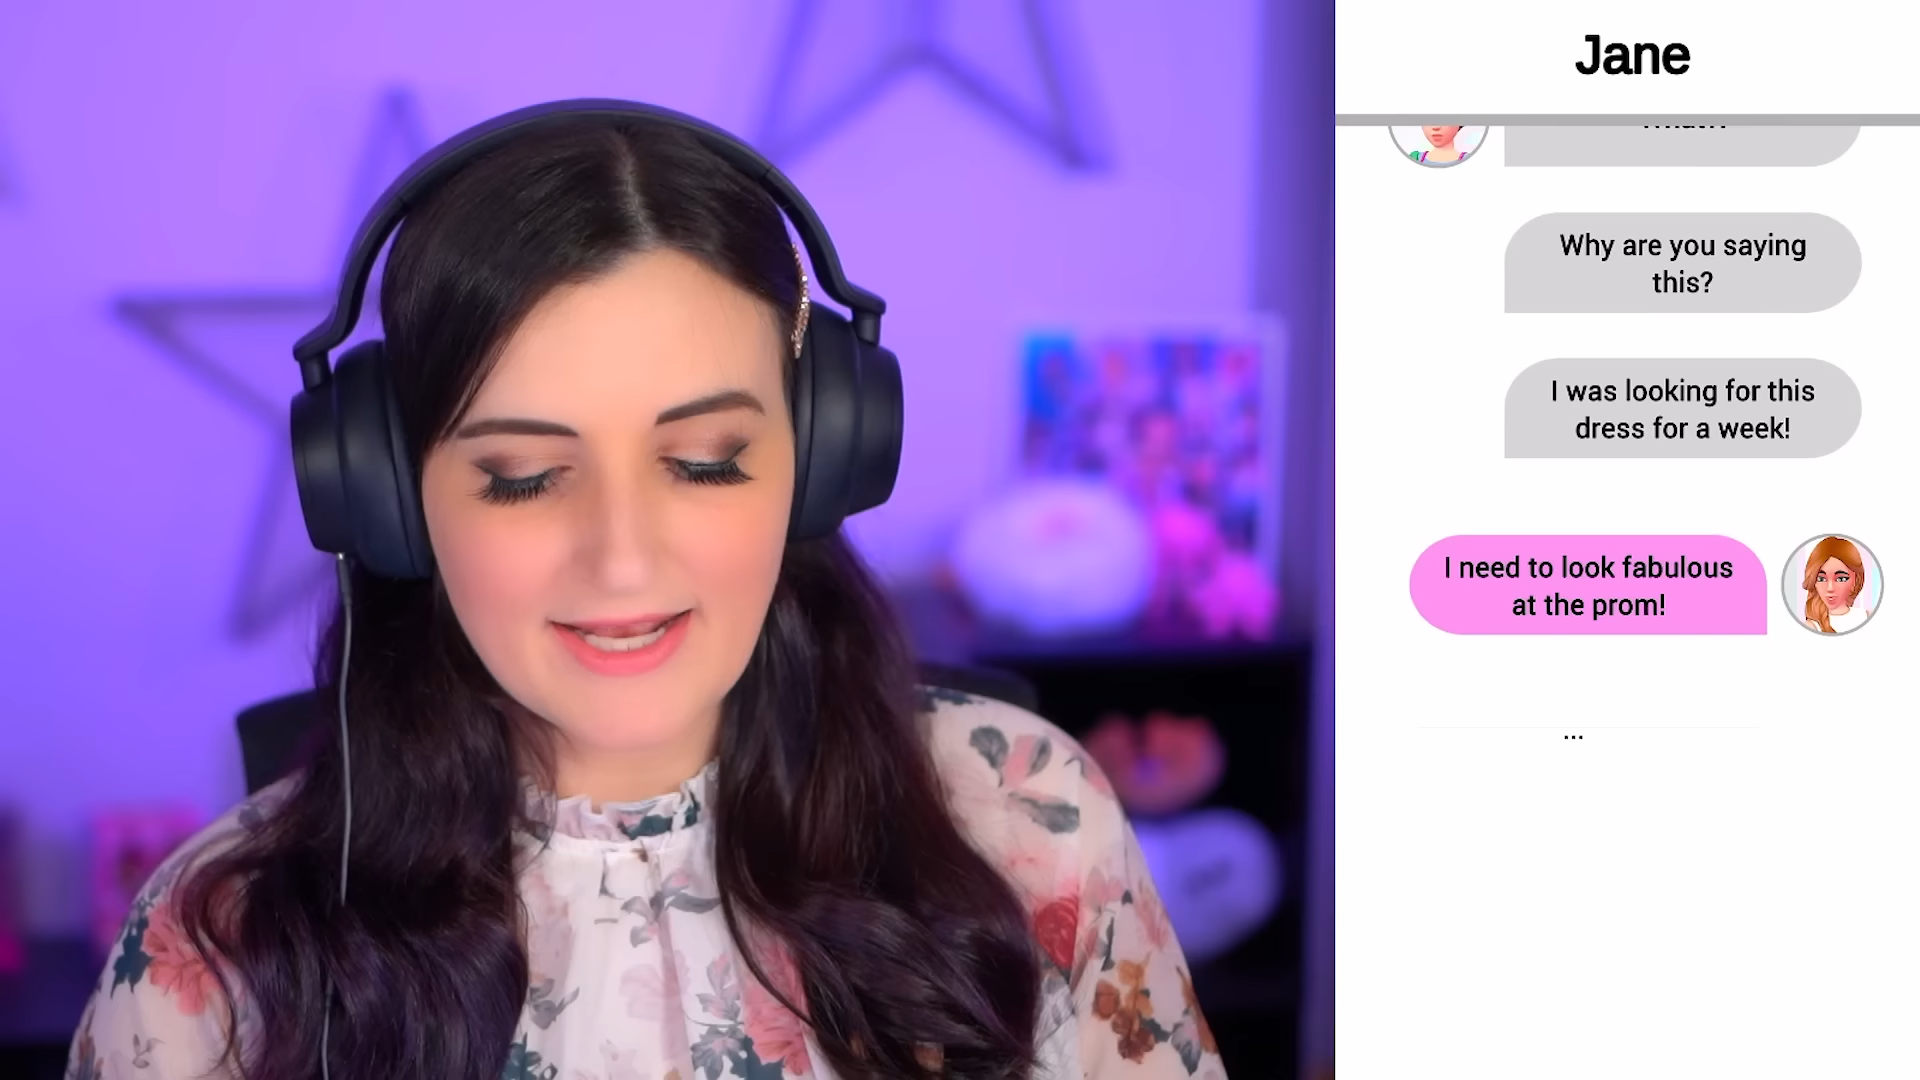 Jane
Why are you saying
this?
I was looking for this
dress for a week!
I need to look fabulous
at the prom!
...